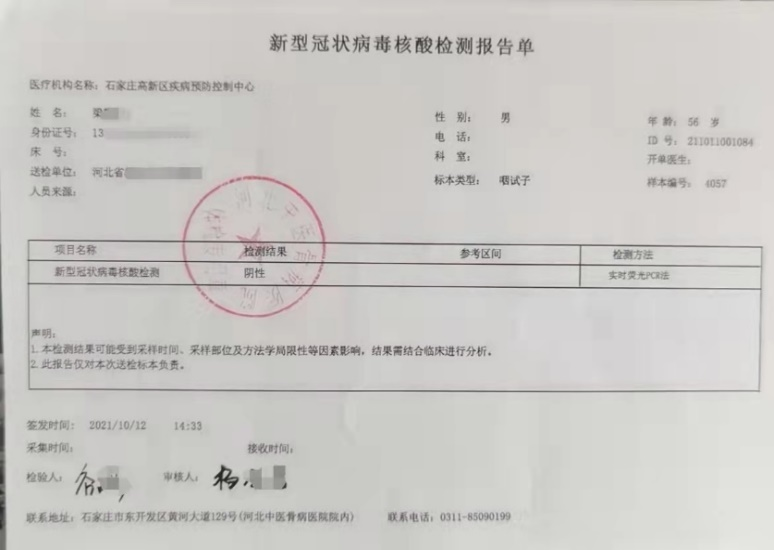 新型冠状病毒核酸检测报告单
医疗机构名称: 石家庄高新区疾病预防控制中心
姓 名: 梁
性 别: 男
年 龄: 56 岁
身份证号: 13
电 话:
ID 号: 211011001084
床 号:
科 室:
开单医生:
送检单位: 河北省
标本类型: 咽试子
样本编号: 4057
人员来源:
项目名称 检测结果 参考区间 检测方法
新型冠状病毒核酸检测 阴性 实时荧光PCR法
声明:
1.本检测结果可能受到采样时间、采样部位及方法学局限性等因素影响，结果需结合临床进行分析。
2.此报告仅对本次送检标本负责。
签发时间: 2021/10/12 14:33
采集时间: 接收时间:
检验人: 审核人: 杨
联系地址: 石家庄市东开发区黄河大道129号(河北中医骨病医院院内) 联系电话: 0311-85090199